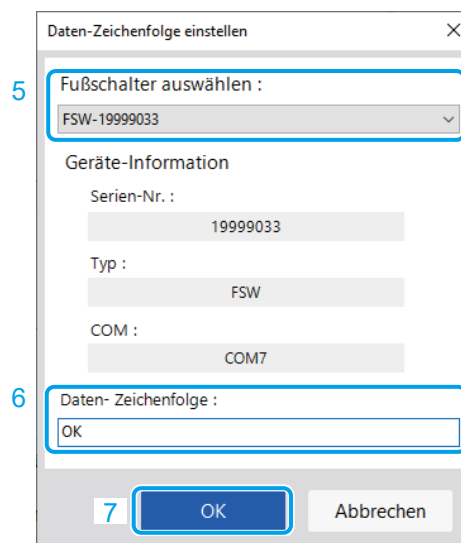 Daten-Zeichenfolge einstellen
5
Fußschalter auswählen :
FSW-19999033
Geräte-Information
Serien-Nr. :
19999033
Typ :
FSW
COM :
COM7
6
Daten- Zeichenfolge :
OK
7 OK Abbrechen